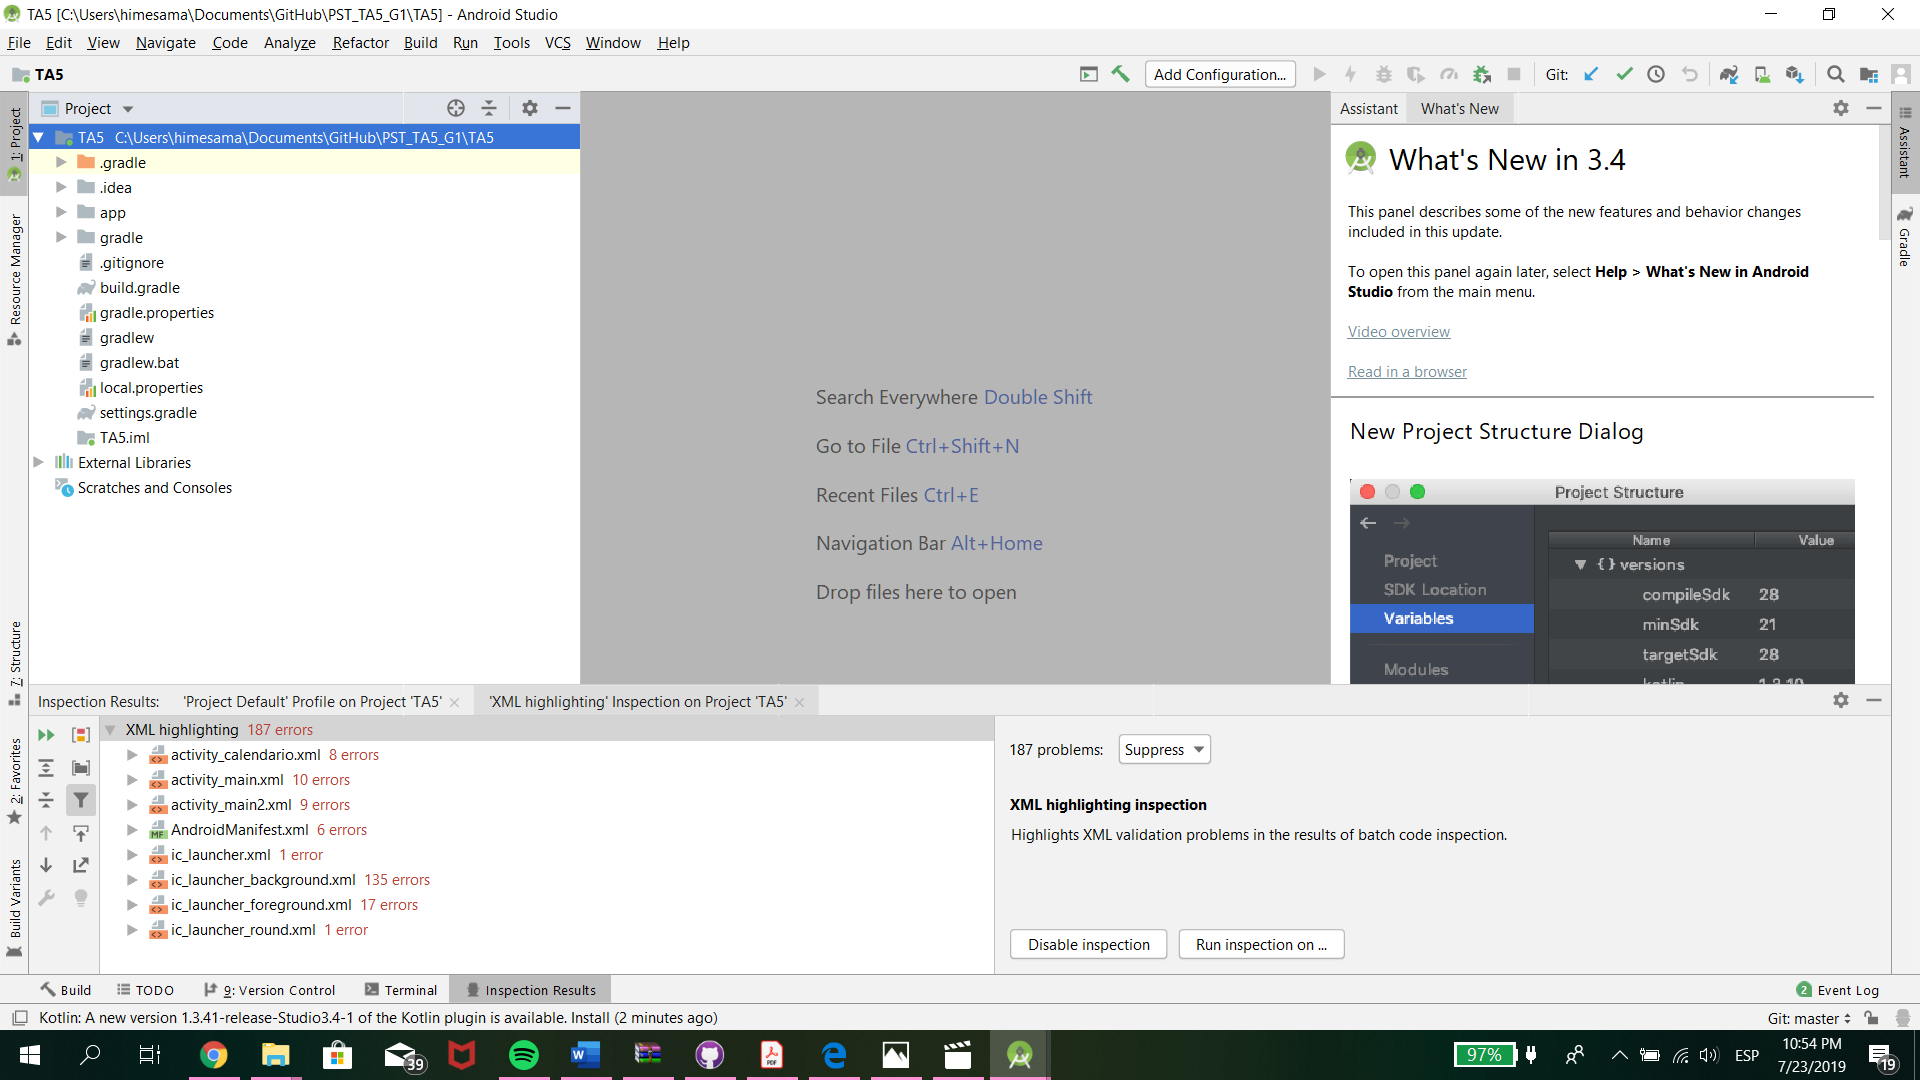 TA5 [C:\Users\himesama\Documents\GitHub\PST_TA5_G1\TA5] - Android Studio
File Edit View Navigate Code Analyze Refactor Build Run Tools VCS Window Help
TA5
Add Configuration...
Git:
1: Project
Resource Manager
7: Structure
2: Favorites
Build Variants
Project
TA5 C:\Users\himesama\Documents\GitHub\PST_TA5_G1\TA5
.gradle
.idea
app
gradle
.gitignore
build.gradle
gradle.properties
gradlew
gradlew.bat
local.properties
settings.gradle
TA5.iml
External Libraries
Scratches and Consoles
Search Everywhere Double Shift
Go to File Ctrl+Shift+N
Recent Files Ctrl+E
Navigation Bar Alt+Home
Drop files here to open
Assistant What's New
What's New in 3.4
This panel describes some of the new features and behavior changes
included in this update.
To open this panel again later, select Help > What's New in Android
Studio from the main menu.
Video overview
Read in a browser
New Project Structure Dialog
Project Structure
Project
SDK Location
Variables
Modules
Name Value
{} versions
compileSdk 28
minSdk 21
targetSdk 28
kotlin 1.3.10
Assistant
Gradle
Inspection Results: 'Project Default' Profile on Project 'TA5' 'XML highlighting' Inspection on Project 'TA5'
XML highlighting 187 errors
activity_calendario.xml 8 errors
activity_main.xml 10 errors
activity_main2.xml 9 errors
AndroidManifest.xml 6 errors
ic_launcher.xml 1 error
ic_launcher_background.xml 135 errors
ic_launcher_foreground.xml 17 errors
ic_launcher_round.xml 1 error
187 problems: Suppress
XML highlighting inspection
Highlights XML validation problems in the results of batch code inspection.
Disable inspection Run inspection on ...
Build TODO 9: Version Control Terminal Inspection Results
2 Event Log
Kotlin: A new version 1.3.41-release-Studio3.4-1 of the Kotlin plugin is available. Install (2 minutes ago)
Git: master
39
97%
ESP
10:54 PM
7/23/2019
19